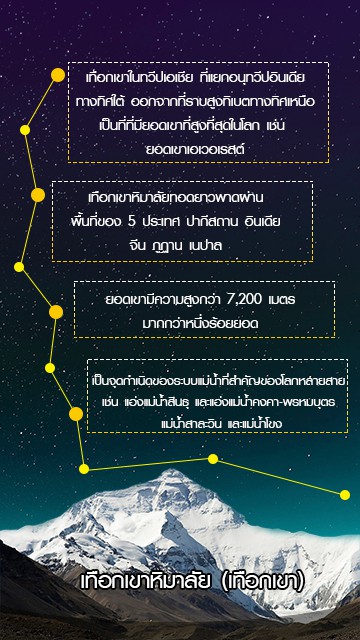 เทือกเขาในทวีปเอเชีย ที่แยกอนุทวีปอินเดีย
ทางทิศใต้ ออกจากที่ราบสูงทิเบตทางทิศเหนือ
เป็นที่ที่มียอดเขาที่สูงที่สุดในโลก เช่น
ยอดเขาเอเวอเรสต์
เทือกเขาหิมาลัยทอดยาวพาดผ่าน
พื้นที่ของ 5 ประเทศ ปากีสถาน อินเดีย
จีน ภูฏาน เนปาล
ยอดเขามีความสูงกว่า 7,200 เมตร
มากกว่าหนึ่งร้อยยอด
เป็นจุดกำเนิดของระบบแม่น้ำที่สำคัญของโลกหลายสาย
เช่น แอ่งแม่น้ำสินธุ และแอ่งแม่น้ำคงคา-พรหมบุตร
แม่น้ำสาละวิน และแม่น้ำโขง
เทือกเขาหิมาลัย (เทือกเขา)